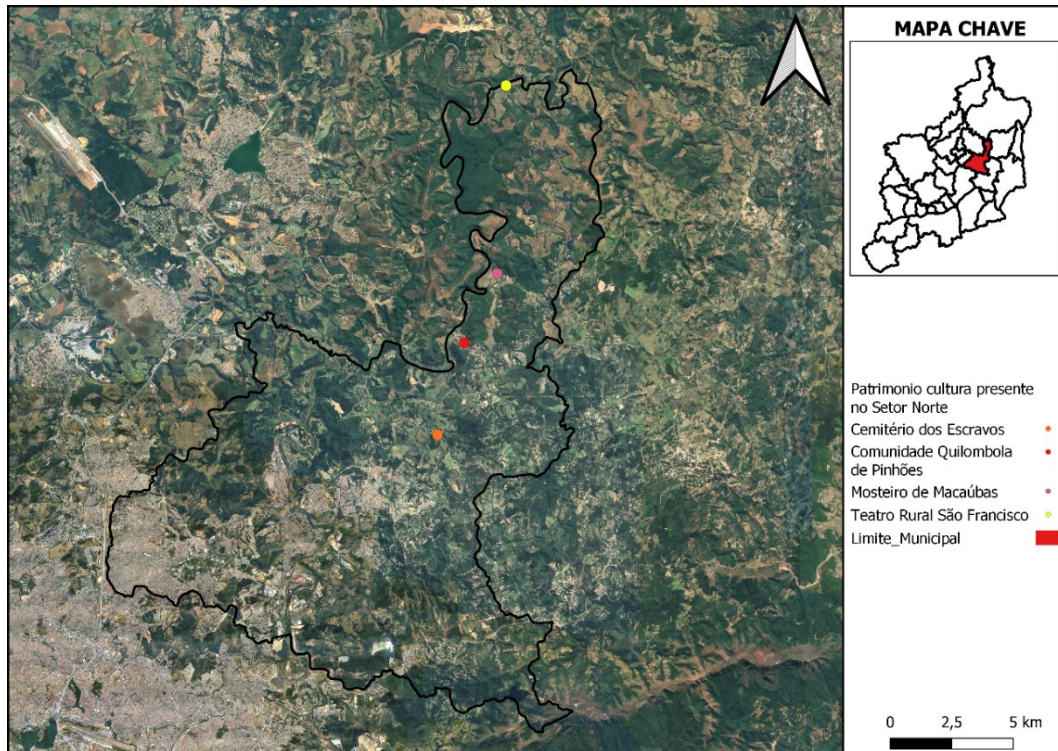 MAPA CHAVE
Patrimonio cultura presente
no Setor Norte
Cemitério dos Escravos
Comunidade Quilombola
de Pinhões
Mosteiro de Macaúbas
Teatro Rural São Francisco
Limite_Municipal
0 2,5 5 km